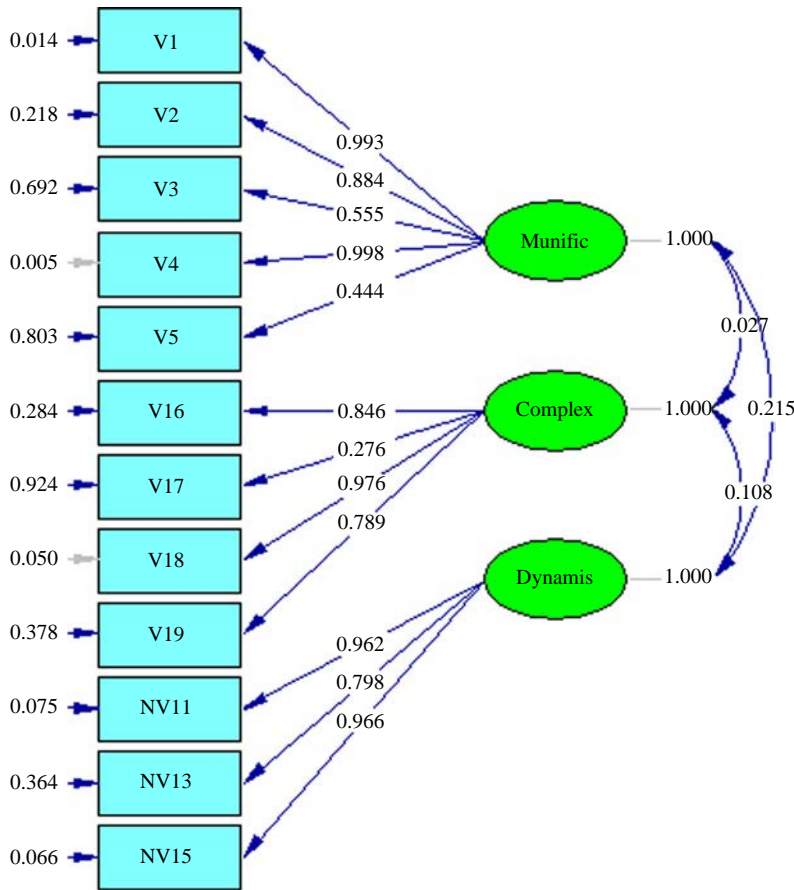 0.014 V1
0.218 V2
0.692 V3
0.005 V4
0.803 V5
0.284 V16
0.924 V17
0.050 V18
0.378 V19
0.075 NV11
0.364 NV13
0.066 NV15
0.993
0.884
0.555
0.998
0.444
0.846
0.276
0.976
0.789
0.962
0.798
0.966
Munific 1.000
Complex 1.000
Dynamis 1.000
0.027
0.215
0.108